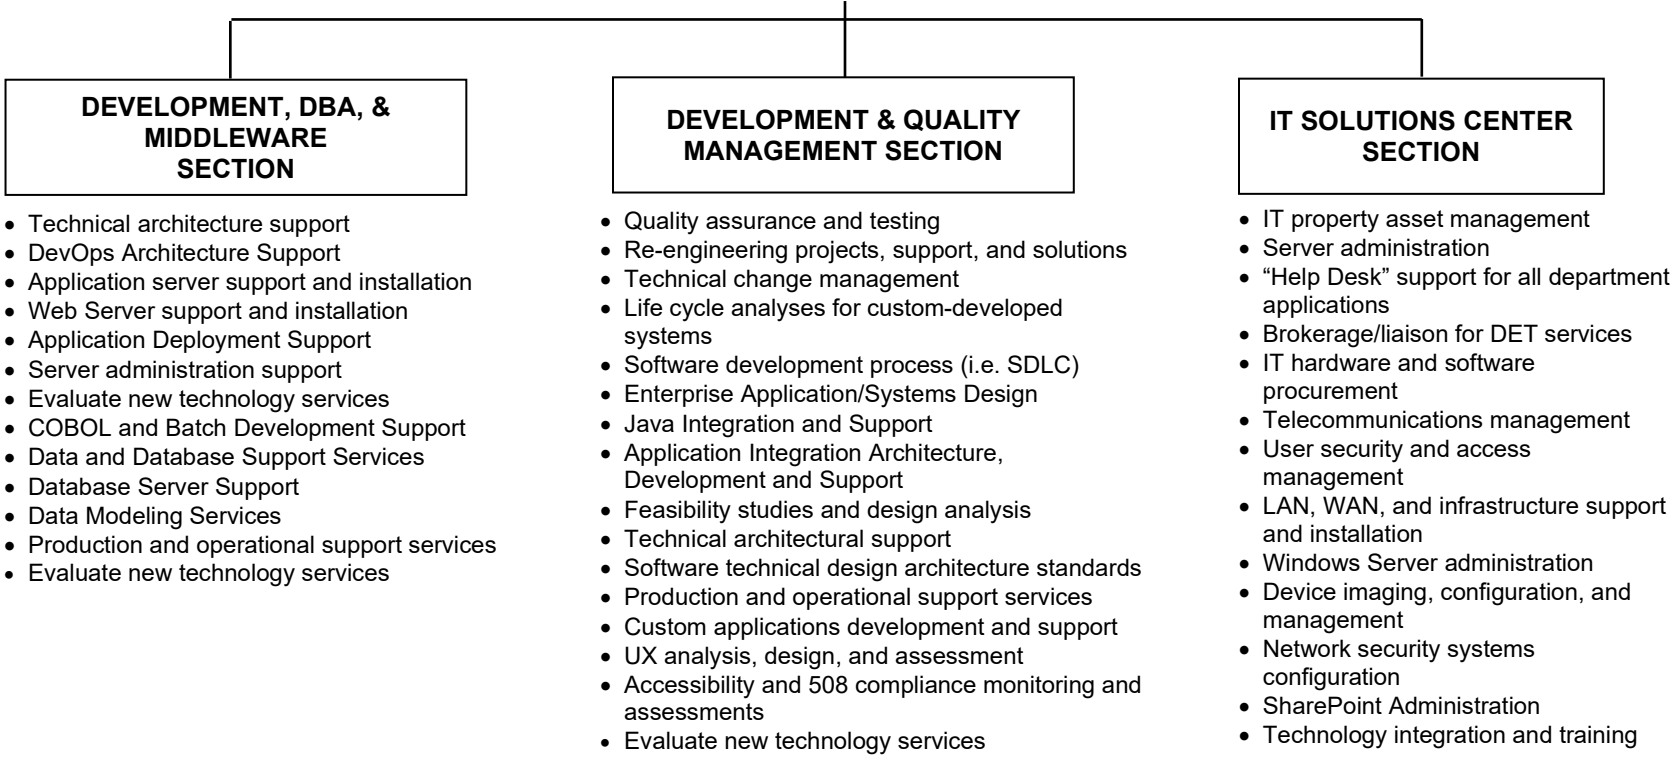 DEVELOPMENT, DBA, &
MIDDLEWARE
SECTION
• Technical architecture support
• DevOps Architecture Support
• Application server support and installation
• Web Server support and installation
• Application Deployment Support
• Server administration support
• Evaluate new technology services
• COBOL and Batch Development Support
• Data and Database Support Services
• Database Server Support
• Data Modeling Services
• Production and operational support services
• Evaluate new technology services
DEVELOPMENT & QUALITY
MANAGEMENT SECTION
• Quality assurance and testing
• Re-engineering projects, support, and solutions
• Technical change management
• Life cycle analyses for custom-developed
systems
• Software development process (i.e. SDLC)
• Enterprise Application/Systems Design
• Java Integration and Support
• Application Integration Architecture,
Development and Support
• Feasibility studies and design analysis
• Technical architectural support
• Software technical design architecture standards
• Production and operational support services
• Custom applications development and support
• UX analysis, design, and assessment
• Accessibility and 508 compliance monitoring and
assessments
• Evaluate new technology services
IT SOLUTIONS CENTER
SECTION
• IT property asset management
• Server administration
• “Help Desk” support for all department
applications
• Brokerage/liaison for DET services
• IT hardware and software
procurement
• Telecommunications management
• User security and access
management
• LAN, WAN, and infrastructure support
and installation
• Windows Server administration
• Device imaging, configuration, and
management
• Network security systems
configuration
• SharePoint Administration
• Technology integration and training